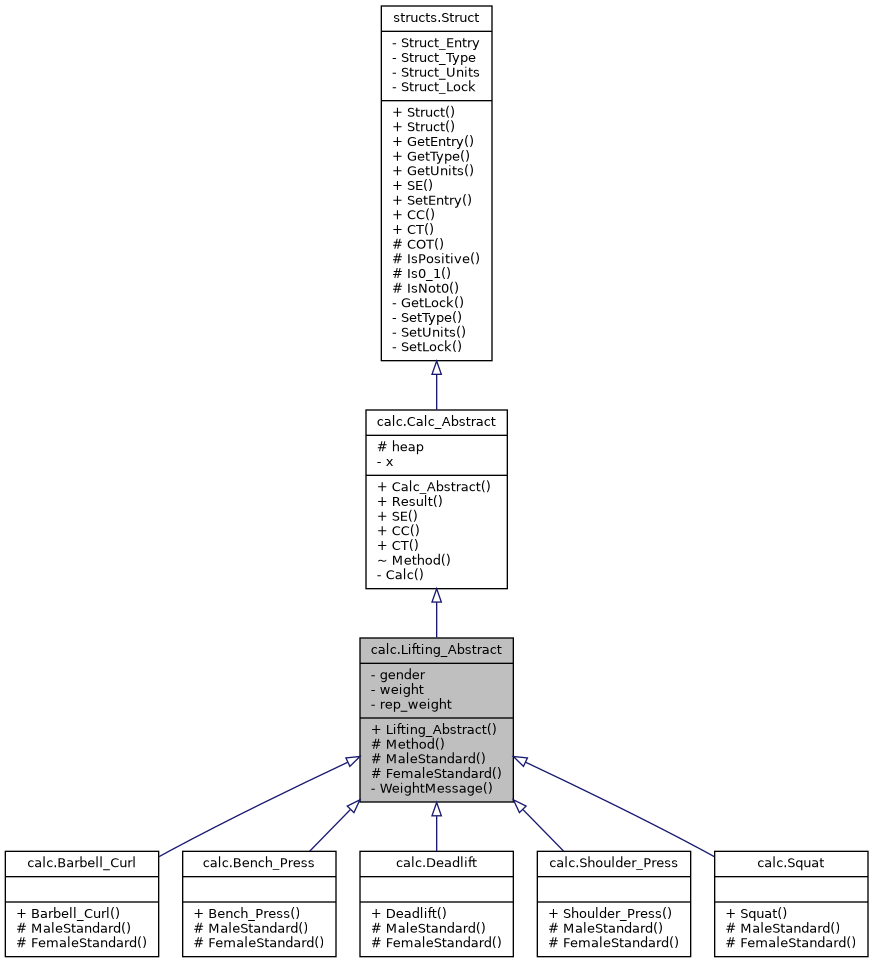 structs.Struct
- Struct_Entry
- Struct_Type
- Struct_Units
- Struct_Lock
+ Struct()
+ Struct()
+ GetEntry()
+ GetType()
+ GetUnits()
+ SE()
+ SetEntry()
+ CC()
+ CT()
# COT()
# IsPositive()
# Is0_1()
# IsNot0()
- GetLock()
- SetType()
- SetUnits()
- SetLock()
calc.Calc_Abstract
# heap
- x
+ Calc_Abstract()
+ Result()
+ SE()
+ CC()
+ CT()
~ Method()
- Calc()
calc.Lifting_Abstract
- gender
- weight
- rep_weight
+ Lifting_Abstract()
# Method()
# MaleStandard()
# FemaleStandard()
- WeightMessage()
calc.Barbell_Curl
+ Barbell_Curl()
# MaleStandard()
# FemaleStandard()
calc.Bench_Press
+ Bench_Press()
# MaleStandard()
# FemaleStandard()
calc.Deadlift
+ Deadlift()
# MaleStandard()
# FemaleStandard()
calc.Shoulder_Press
+ Shoulder_Press()
# MaleStandard()
# FemaleStandard()
calc.Squat
+ Squat()
# MaleStandard()
# FemaleStandard()